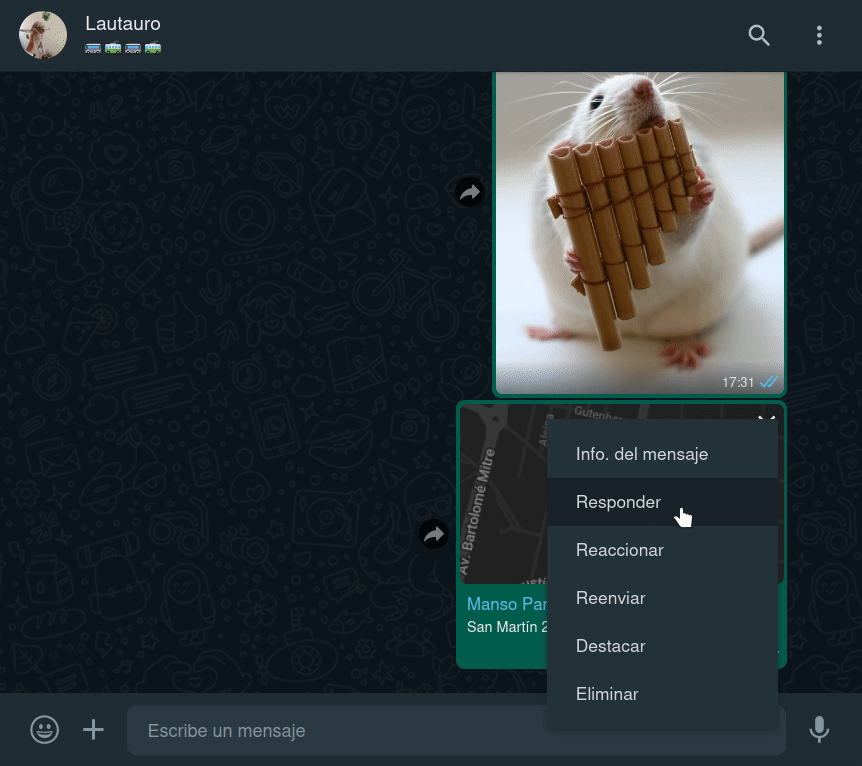 Lautauro
17:31
Gutenbe
Av. Bartolomé Mitre
Manso Par
San Martín 2
Info. del mensaje
Responder
Reaccionar
Reenviar
Destacar
Eliminar
Escribe un mensaje